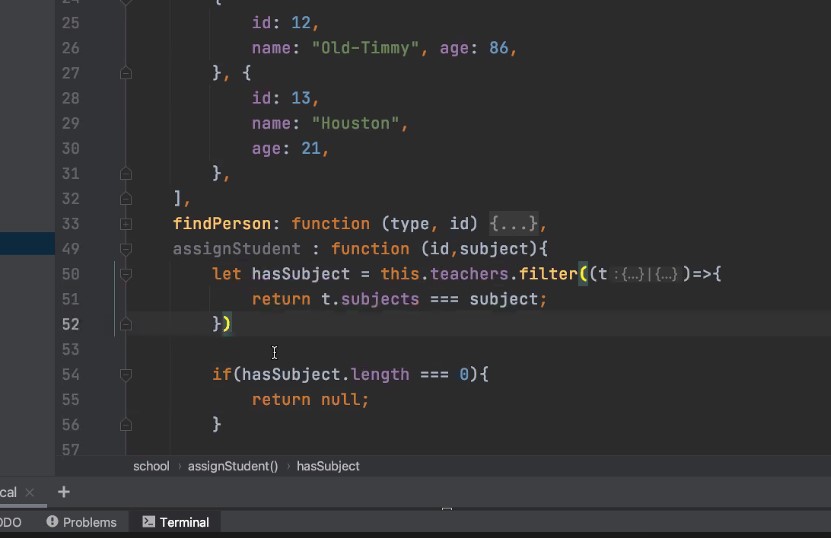 24 {
25 id: 12,
26 name: "Old-Timmy", age: 86,
27 }, {
28 id: 13,
29 name: "Houston",
30 age: 21,
31 },
32 ],
33 findPerson: function (type, id) {...},
49 assignStudent : function (id,subject){
50 let hasSubject = this.teachers.filter((t :{...}|{...} )=>{
51 return t.subjects === subject;
52 })
53
54 if(hasSubject.length === 0){
55 return null;
56 }
57
school › assignStudent() › hasSubject
cal × +
ODO Problems Terminal